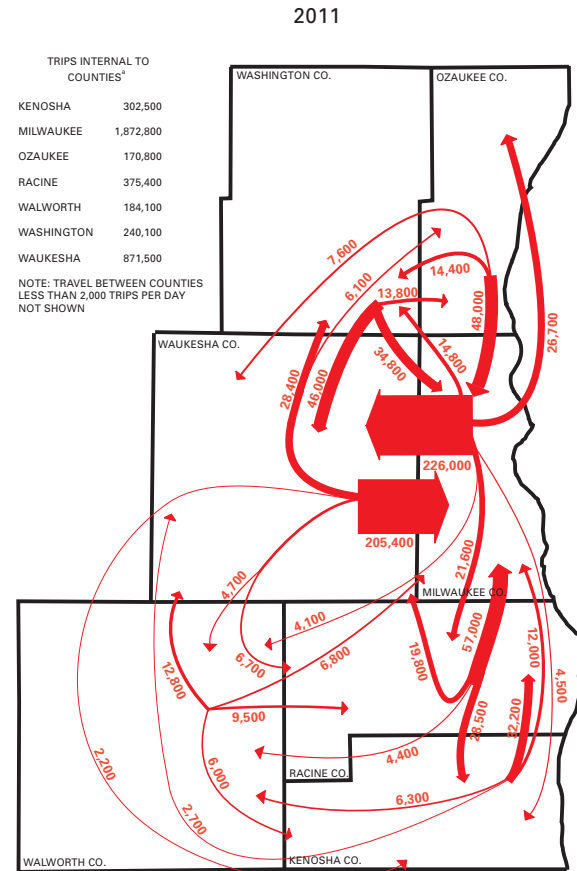 2011
TRIPS INTERNAL TO
COUNTIESª
KENOSHA 302,500
MILWAUKEE 1,872,800
OZAUKEE 170,800
RACINE 375,400
WALWORTH 184,100
WASHINGTON 240,100
WAUKESHA 871,500
NOTE: TRAVEL BETWEEN COUNTIES
LESS THAN 2,000 TRIPS PER DAY
NOT SHOWN
WASHINGTON CO.
OZAUKEE CO.
7,600
6,100
14,400
13,800
48,000
26,700
WAUKESHA CO.
34,800
14,800
28,400
46,000
226,000
205,400
21,600
4,700
MILWAUKEE CO.
4,100
57,000
12,000
6,700
6,800
19,800
4,500
12,800
9,500
28,500
32,200
4,400
2,200
6,000
RACINE CO.
6,300
2,700
WALWORTH CO.
KENOSHA CO.